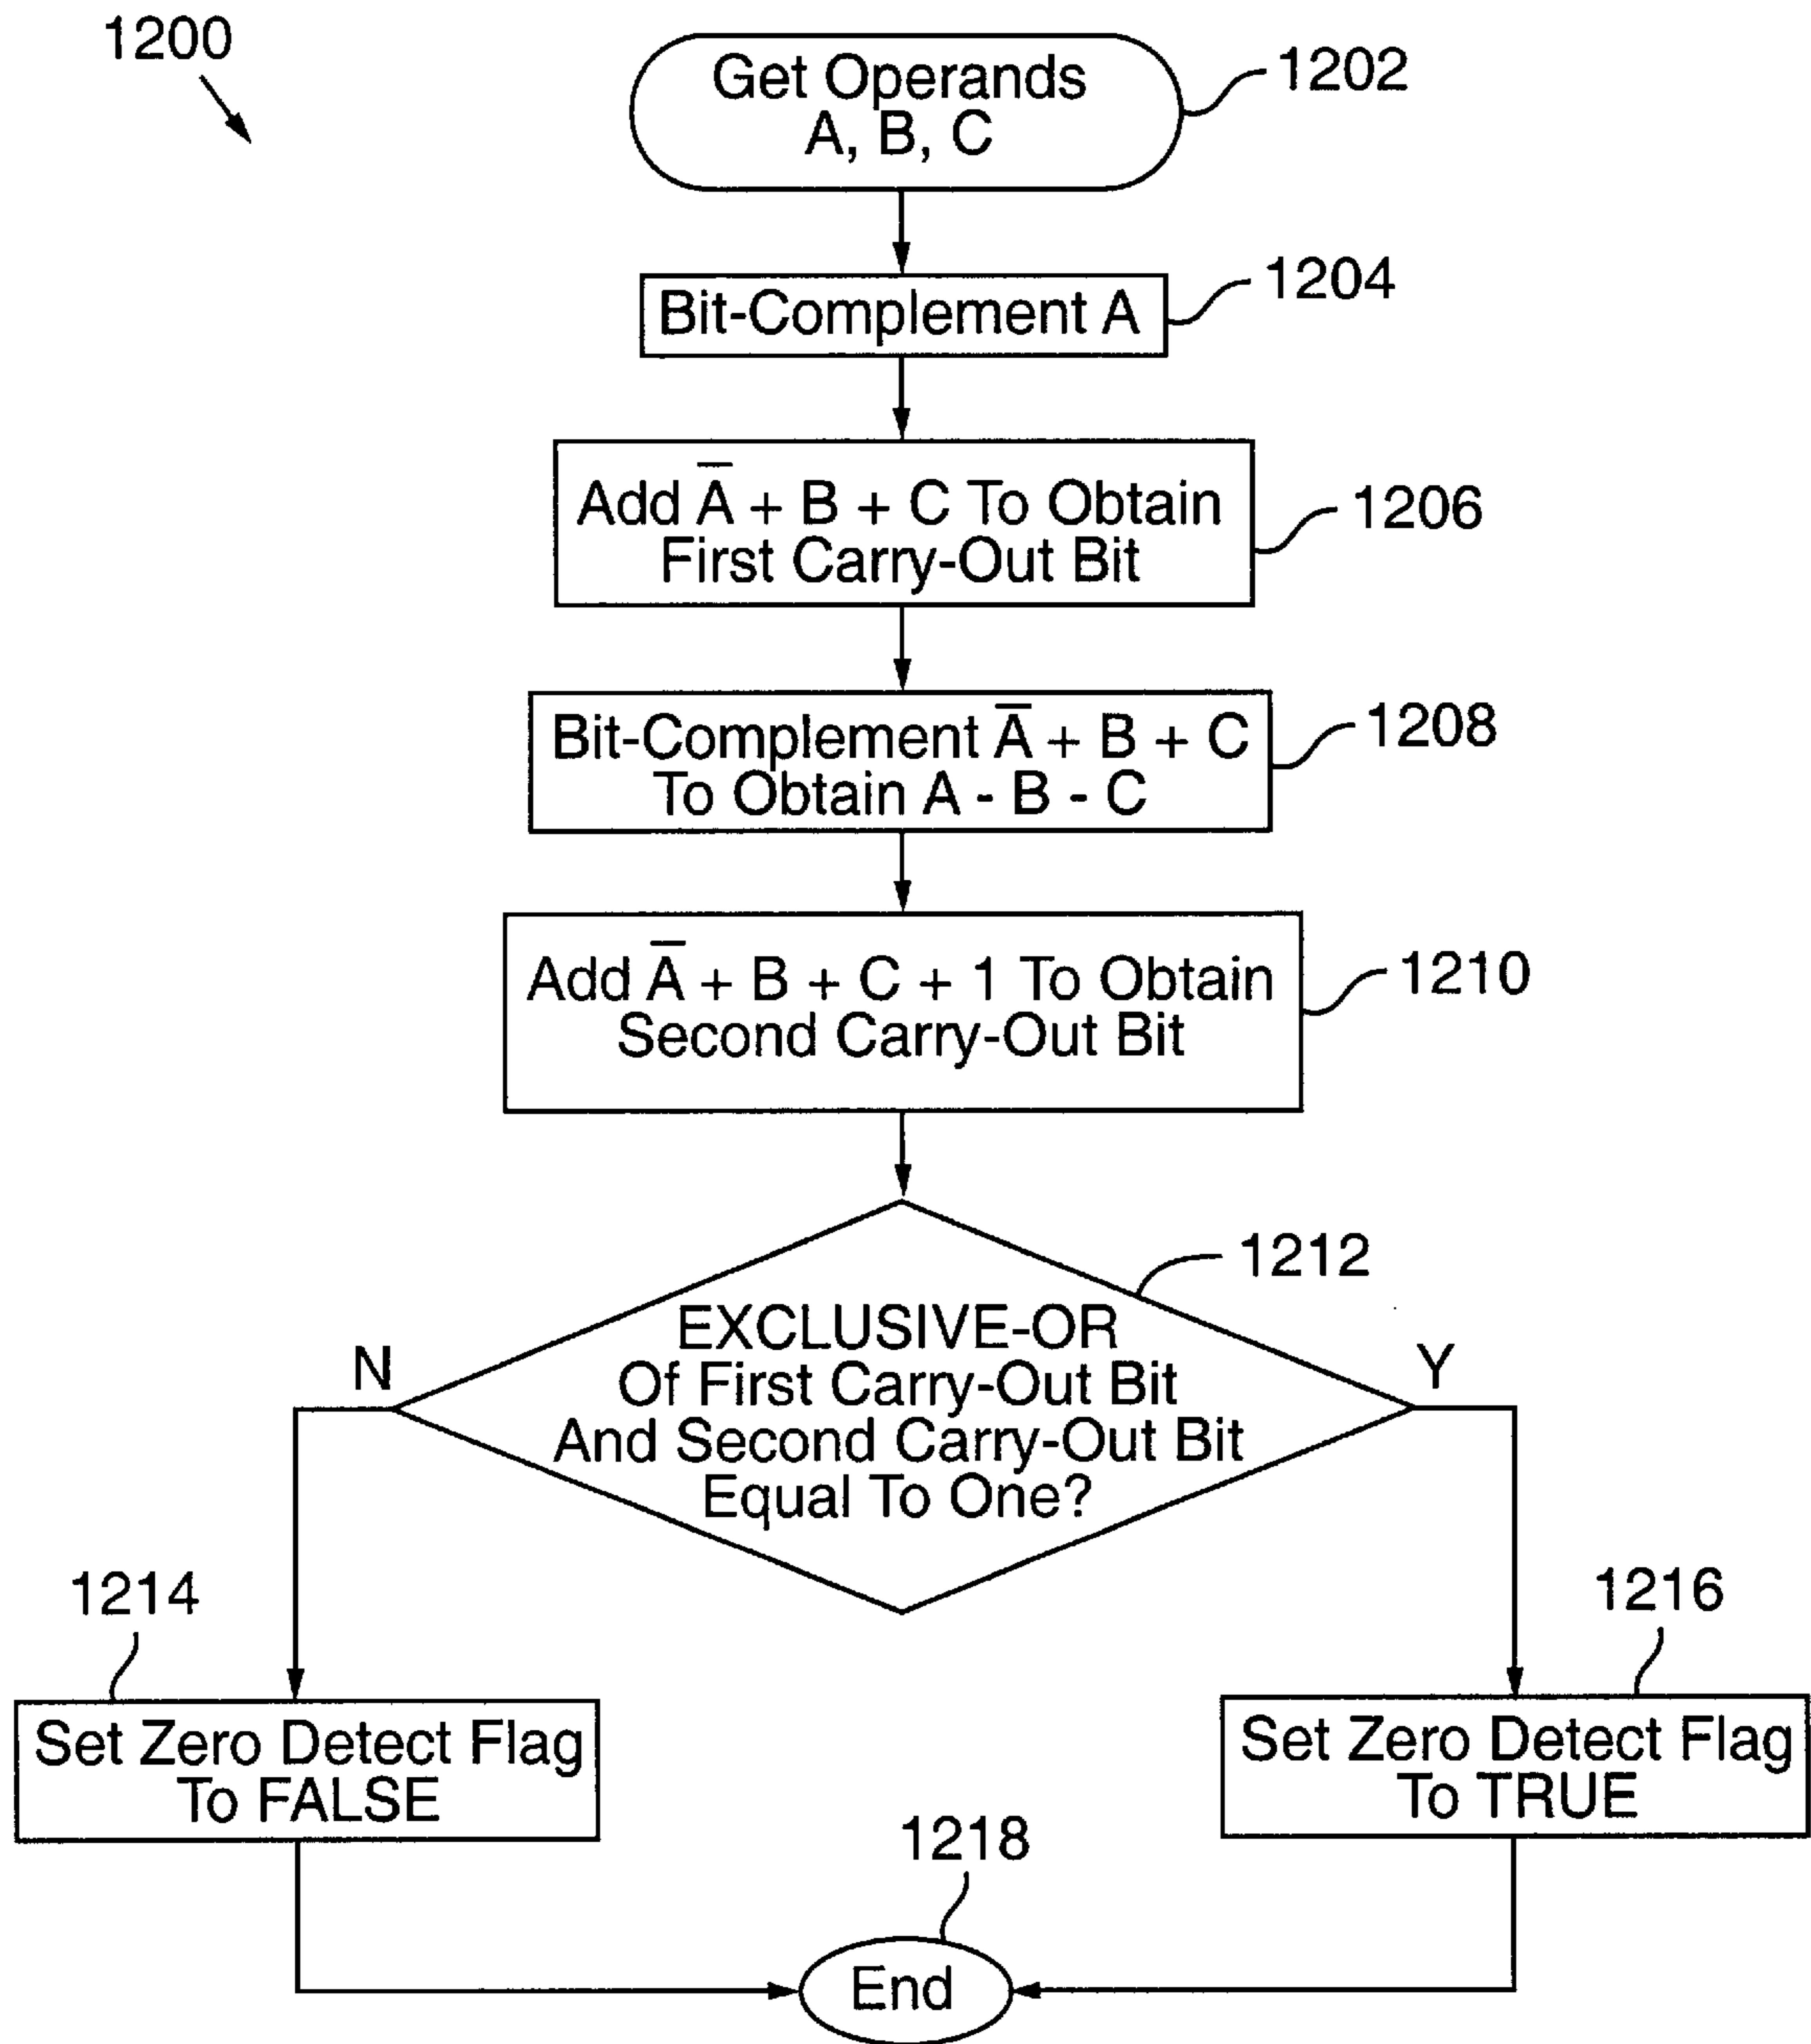 1200
Get Operands
A, B, C
1202
Bit-Complement A
1204
Add A̅ + B + C To Obtain
First Carry-Out Bit
1206
Bit-Complement A̅ + B + C
To Obtain A - B - C
1208
Add A̅ + B + C + 1 To Obtain
Second Carry-Out Bit
1210
1212
EXCLUSIVE-OR
Of First Carry-Out Bit
And Second Carry-Out Bit
Equal To One?
N
Y
1214
Set Zero Detect Flag
To FALSE
1216
Set Zero Detect Flag
To TRUE
1218
End